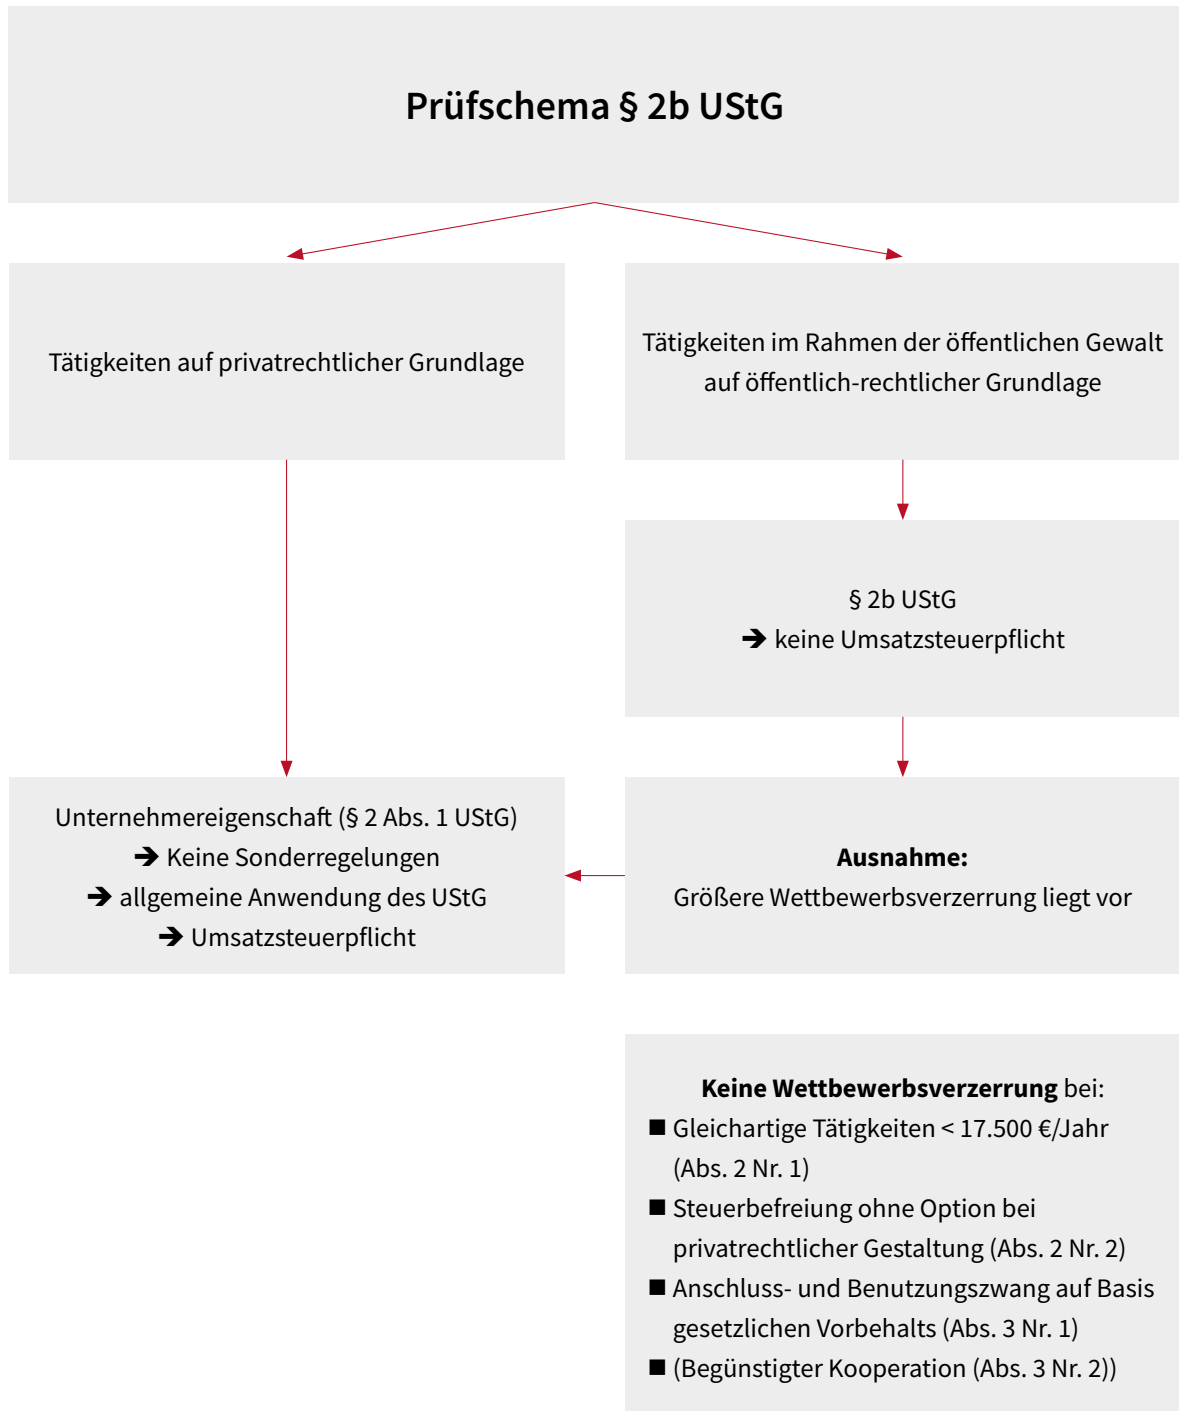 Prüfschema § 2b UStG
Tätigkeiten auf privatrechtlicher Grundlage
Tätigkeiten im Rahmen der öffentlichen Gewalt
auf öffentlich-rechtlicher Grundlage
§ 2b UStG
➔ keine Umsatzsteuerpflicht
Unternehmereigenschaft (§ 2 Abs. 1 UStG)
➔ Keine Sonderregelungen
➔ allgemeine Anwendung des UStG
➔ Umsatzsteuerpflicht
Ausnahme:
Größere Wettbewerbsverzerrung liegt vor
Keine Wettbewerbsverzerrung bei:
■ Gleichartige Tätigkeiten < 17.500 €/Jahr
(Abs. 2 Nr. 1)
■ Steuerbefreiung ohne Option bei
privatrechtlicher Gestaltung (Abs. 2 Nr. 2)
■ Anschluss- und Benutzungszwang auf Basis
gesetzlichen Vorbehalts (Abs. 3 Nr. 1)
■ (Begünstigter Kooperation (Abs. 3 Nr. 2))